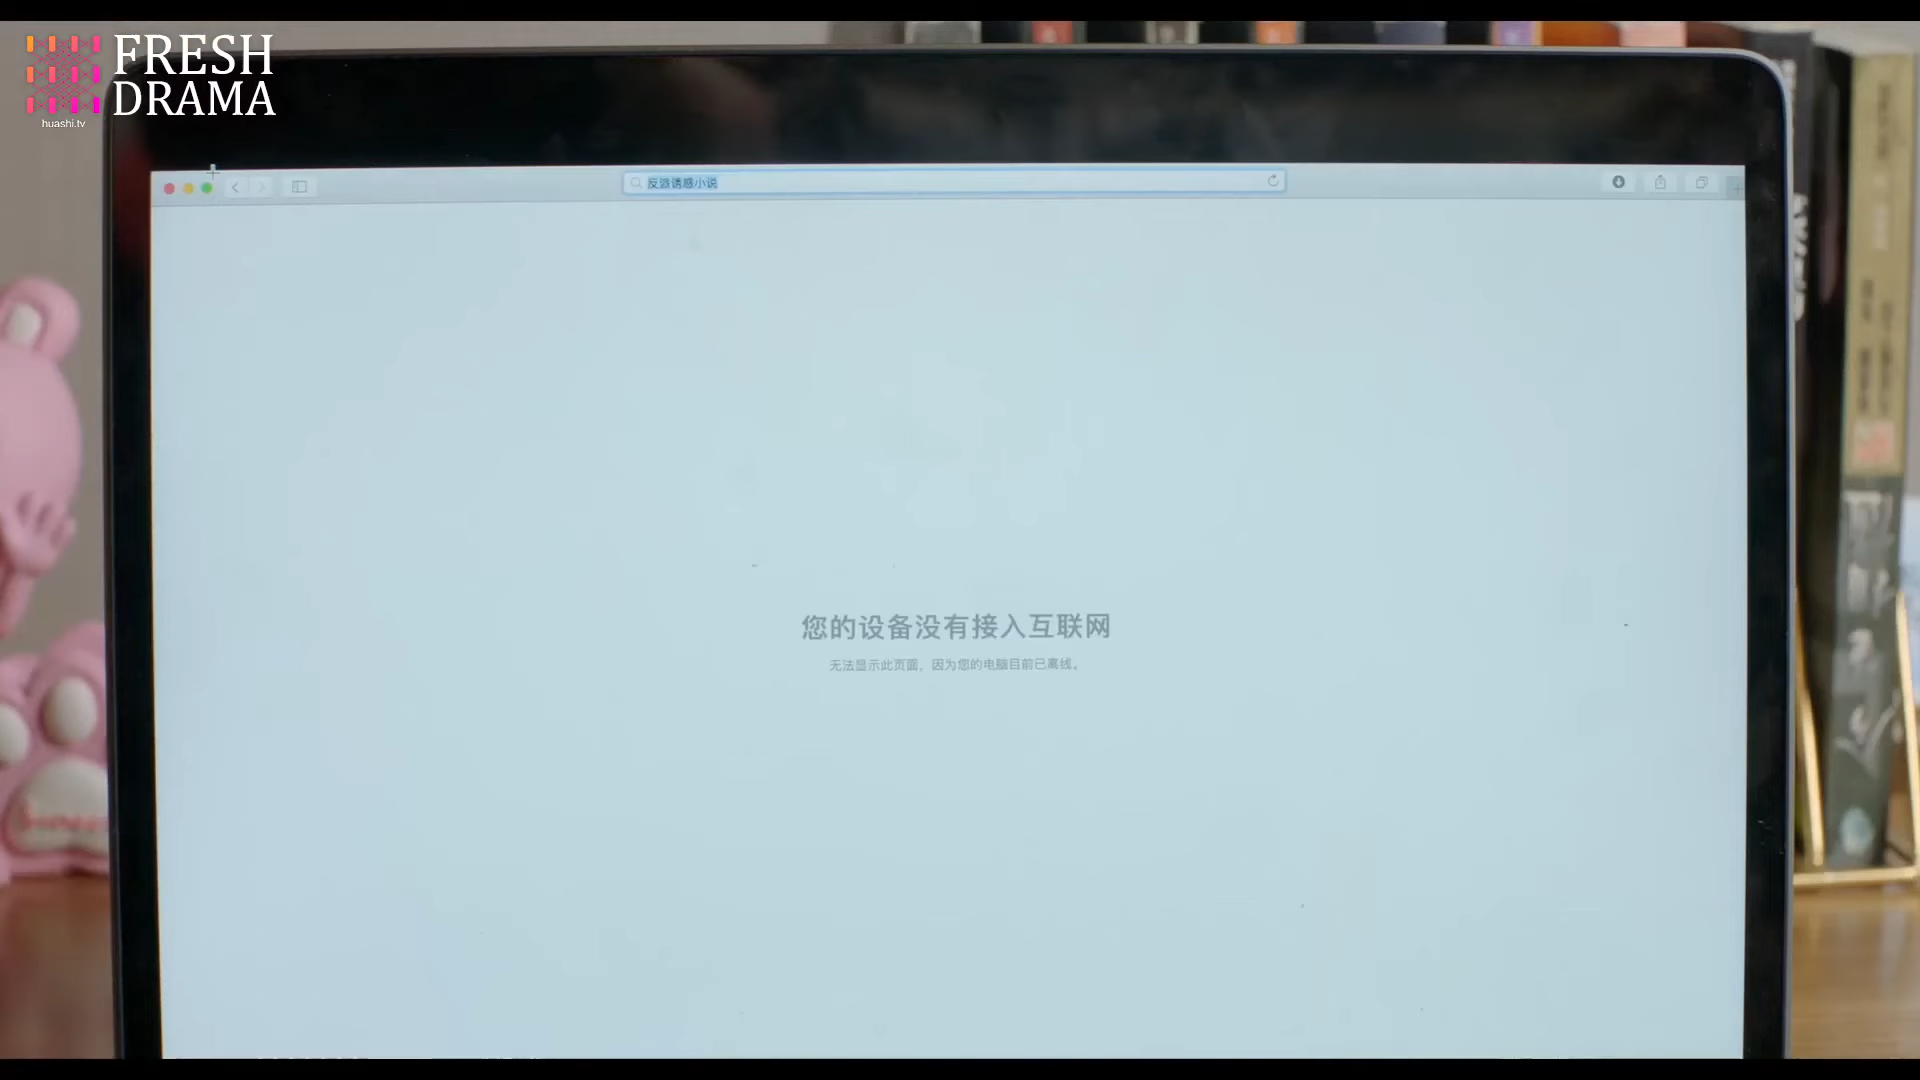 FRESH
DRAMA
huashi.tv
反派诱惑小说
您的设备没有接入互联网
无法显示此页面，因为您的电脑目前已离线。